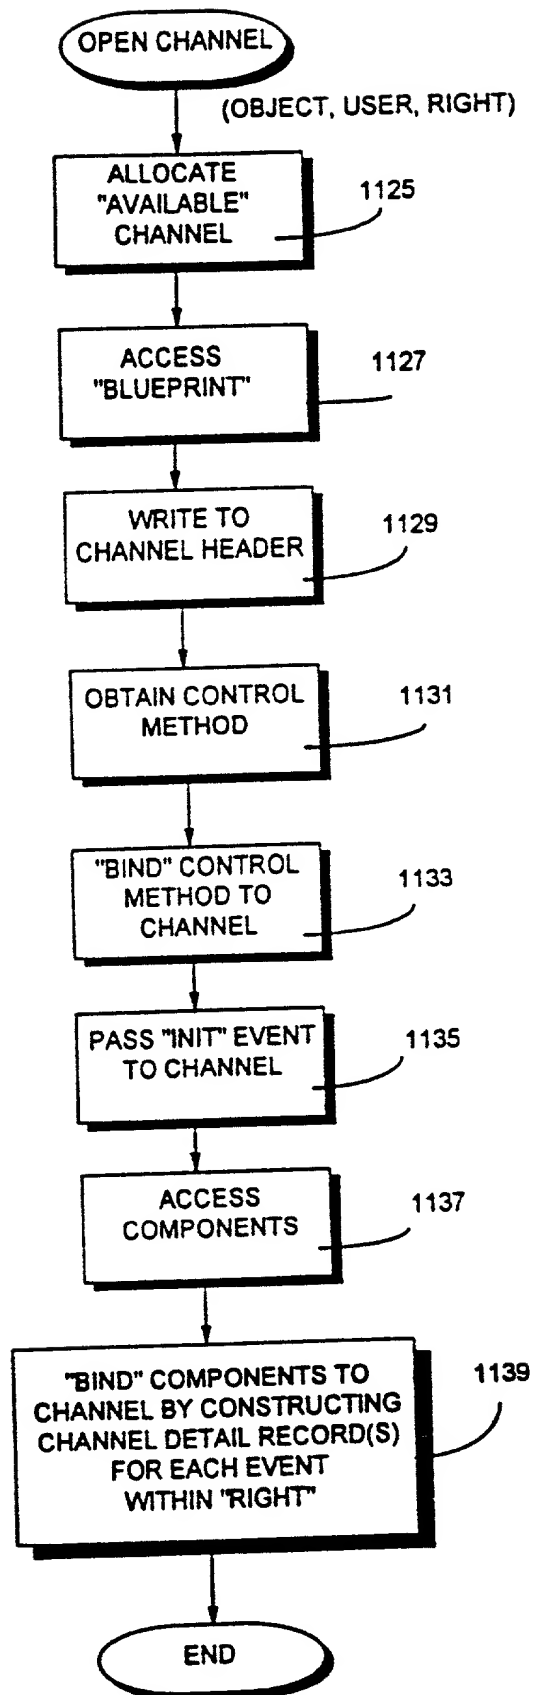 OPEN CHANNEL
(OBJECT, USER, RIGHT)
ALLOCATE
"AVAILABLE"
CHANNEL
1125
ACCESS
"BLUEPRINT"
1127
WRITE TO
CHANNEL HEADER
1129
OBTAIN CONTROL
METHOD
1131
"BIND" CONTROL
METHOD TO
CHANNEL
1133
PASS "INIT" EVENT
TO CHANNEL
1135
ACCESS
COMPONENTS
1137
"BIND" COMPONENTS TO
CHANNEL BY CONSTRUCTING
CHANNEL DETAIL RECORD(S)
FOR EACH EVENT
WITHIN "RIGHT"
1139
END